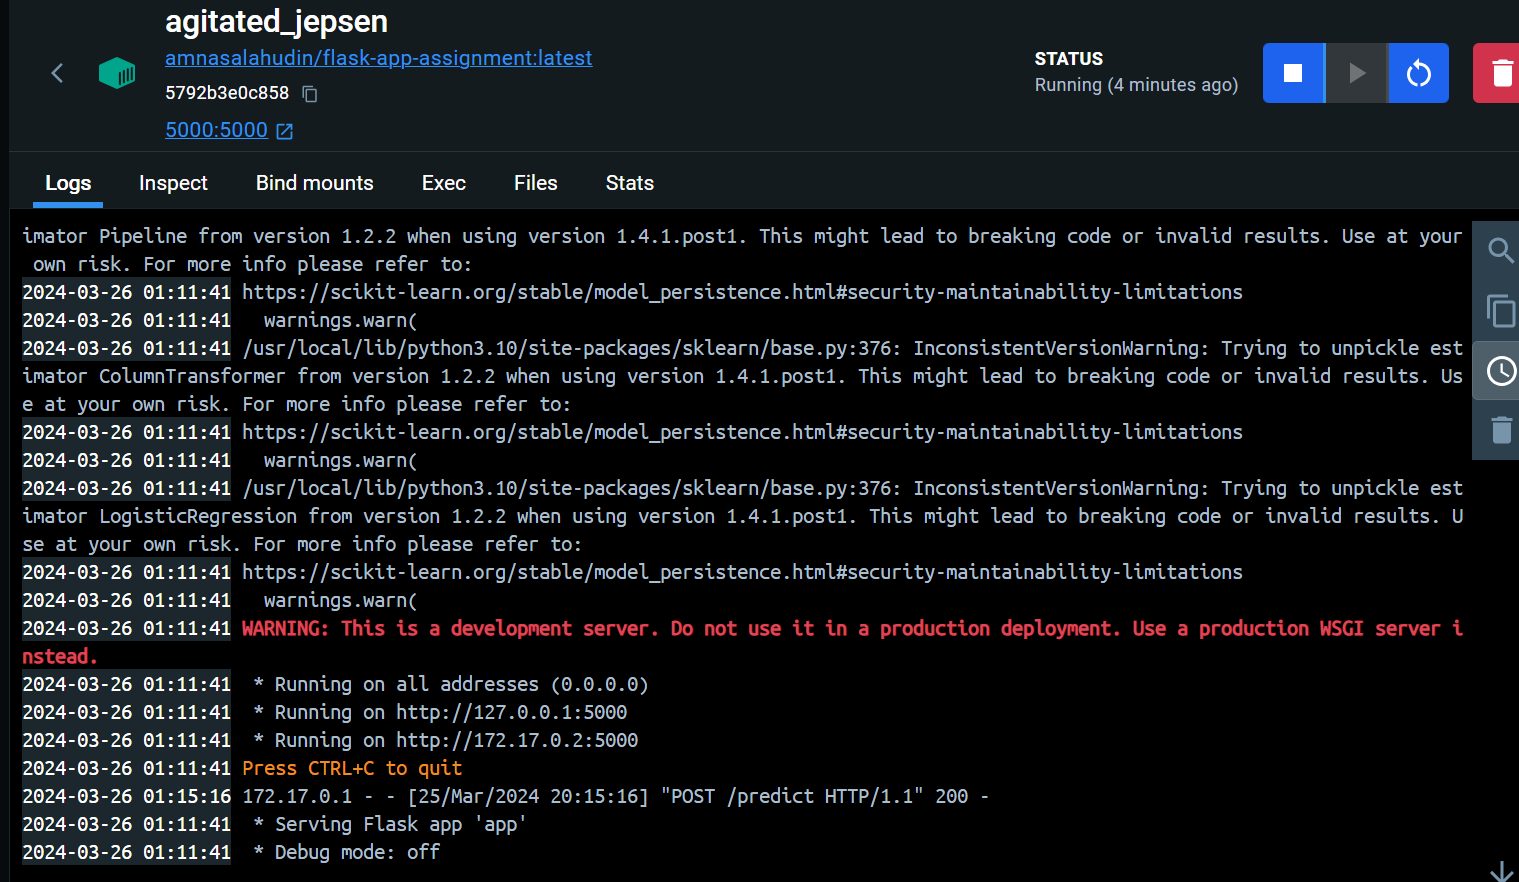 agitated_jepsen
amnasalahudin/flask-app-assignment:latest
5792b3e0c858
5000:5000
STATUS
Running (4 minutes ago)
Logs Inspect Bind mounts Exec Files Stats
imator Pipeline from version 1.2.2 when using version 1.4.1.post1. This might lead to breaking code or invalid results. Use at your
own risk. For more info please refer to:
2024-03-26 01:11:41 https://scikit-learn.org/stable/model_persistence.html#security-maintainability-limitations
2024-03-26 01:11:41   warnings.warn(
2024-03-26 01:11:41 /usr/local/lib/python3.10/site-packages/sklearn/base.py:376: InconsistentVersionWarning: Trying to unpickle est
imator ColumnTransformer from version 1.2.2 when using version 1.4.1.post1. This might lead to breaking code or invalid results. Us
e at your own risk. For more info please refer to:
2024-03-26 01:11:41 https://scikit-learn.org/stable/model_persistence.html#security-maintainability-limitations
2024-03-26 01:11:41   warnings.warn(
2024-03-26 01:11:41 /usr/local/lib/python3.10/site-packages/sklearn/base.py:376: InconsistentVersionWarning: Trying to unpickle est
imator LogisticRegression from version 1.2.2 when using version 1.4.1.post1. This might lead to breaking code or invalid results. U
se at your own risk. For more info please refer to:
2024-03-26 01:11:41 https://scikit-learn.org/stable/model_persistence.html#security-maintainability-limitations
2024-03-26 01:11:41   warnings.warn(
2024-03-26 01:11:41 WARNING: This is a development server. Do not use it in a production deployment. Use a production WSGI server i
nstead.
2024-03-26 01:11:41  * Running on all addresses (0.0.0.0)
2024-03-26 01:11:41  * Running on http://127.0.0.1:5000
2024-03-26 01:11:41  * Running on http://172.17.0.2:5000
2024-03-26 01:11:41 Press CTRL+C to quit
2024-03-26 01:15:16 172.17.0.1 - - [25/Mar/2024 20:15:16] "POST /predict HTTP/1.1" 200 -
2024-03-26 01:11:41  * Serving Flask app 'app'
2024-03-26 01:11:41  * Debug mode: off